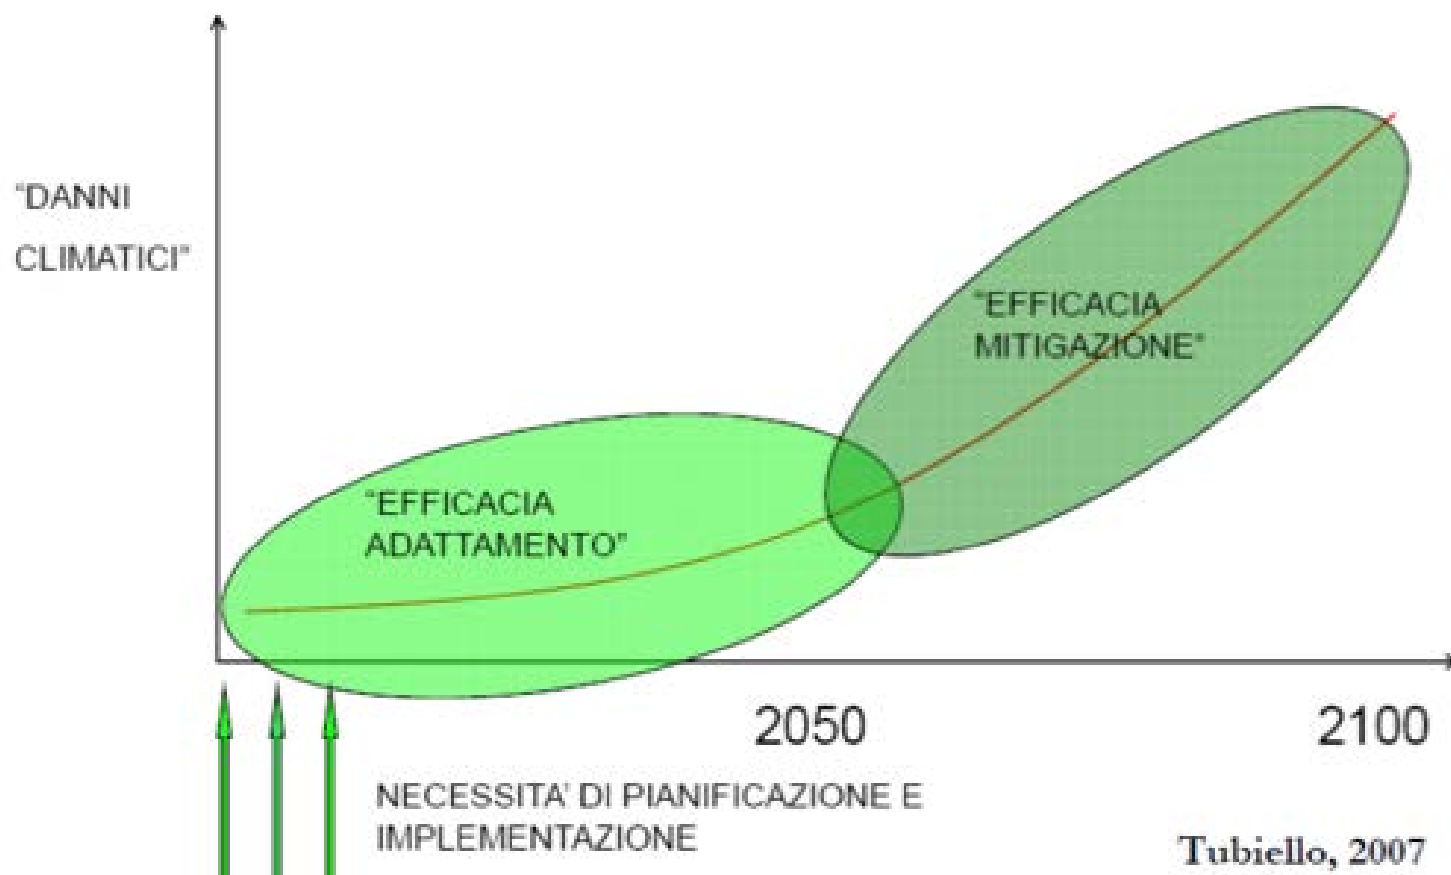 “DANNI
CLIMATICI”
“EFFICACIA
MITIGAZIONE”
“EFFICACIA
ADATTAMENTO”
2050
2100
NECESSITA’ DI PIANIFICAZIONE E
IMPLEMENTAZIONE
Tubiello, 2007